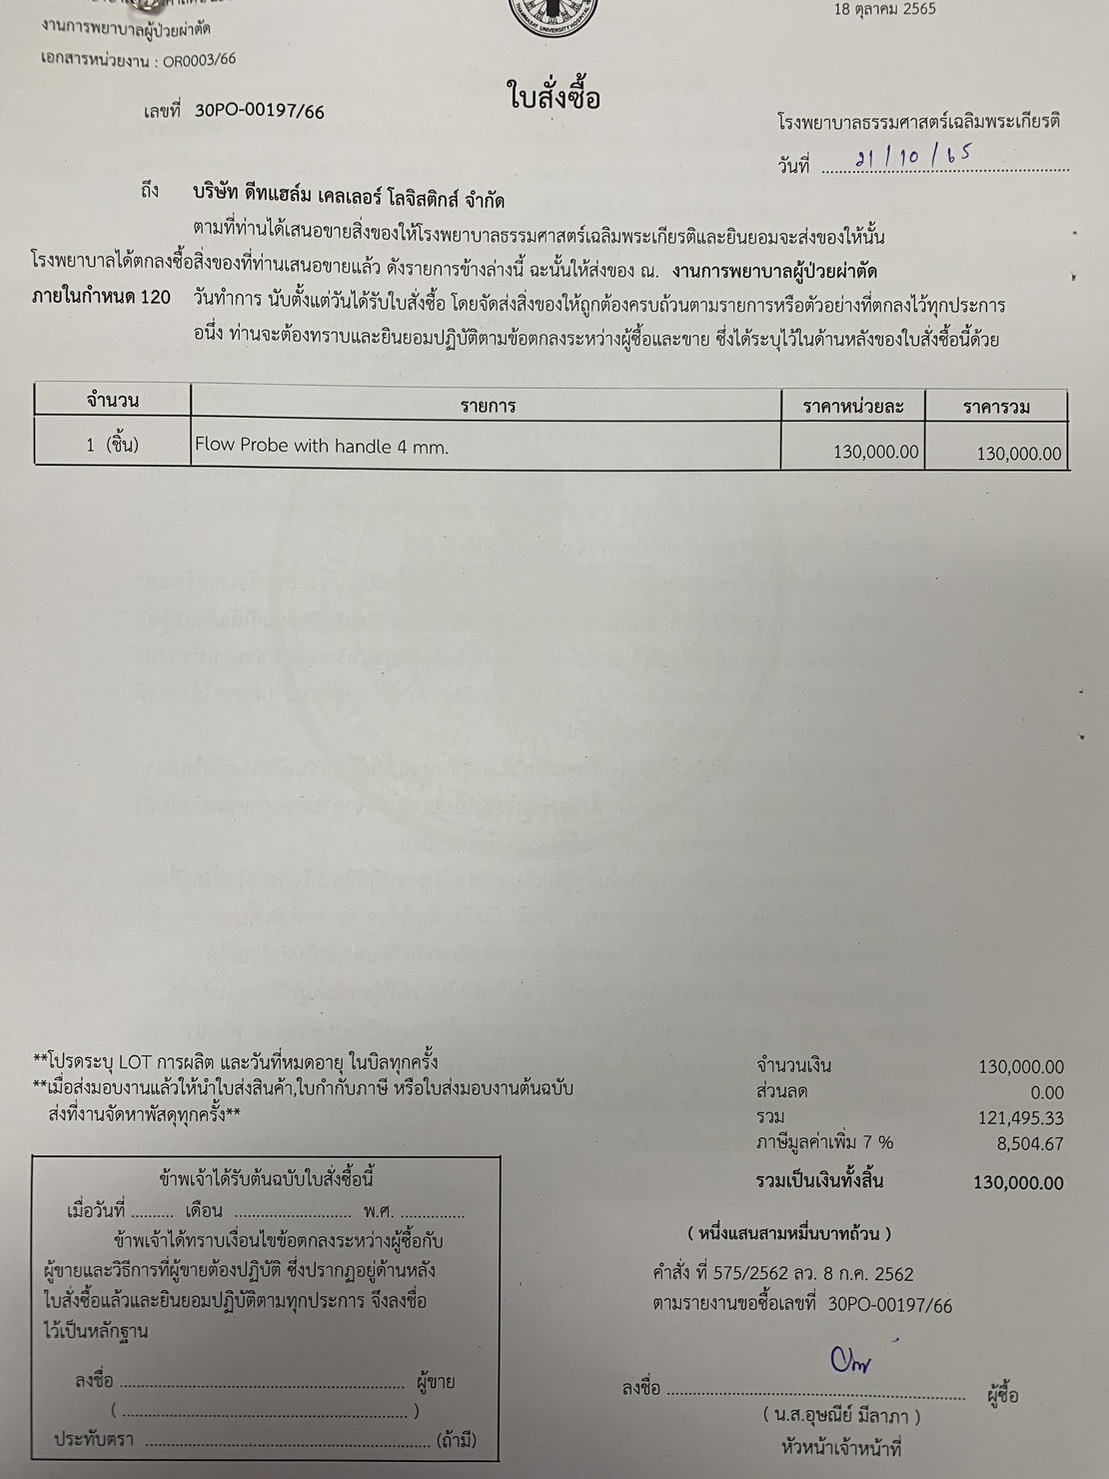 18 ตุลาคม 2565
งานการพยาบาลผู้ป่วยผ่าตัด
เอกสารหน่วยงาน : OR0003/66
ใบสั่งซื้อ
เลขที่ 30PO-00197/66
โรงพยาบาลธรรมศาสตร์เฉลิมพระเกียรติ
วันที่ 21/10/65
ถึง บริษัท ดีทแฮล์ม เคลเลอร์ โลจิสติกส์ จำกัด
ตามที่ท่านได้เสนอขายสิ่งของให้โรงพยาบาลธรรมศาสตร์เฉลิมพระเกียรติและยินยอมจะส่งของให้นั้น
โรงพยาบาลได้ตกลงซื้อสิ่งของที่ท่านเสนอขายแล้ว ดังรายการข้างล่างนี้ ฉะนั้นให้ส่งของ ณ. งานการพยาบาลผู้ป่วยผ่าตัด
ภายในกำหนด 120 วันทำการ นับตั้งแต่วันได้รับใบสั่งซื้อ โดยจัดส่งสิ่งของให้ถูกต้องครบถ้วนตามรายการหรือตัวอย่างที่ตกลงไว้ทุกประการ
อนึ่ง ท่านจะต้องทราบและยินยอมปฏิบัติตามข้อตกลงระหว่างผู้ซื้อและขาย ซึ่งได้ระบุไว้ในด้านหลังของใบสั่งซื้อนี้ด้วย
จำนวน รายการ ราคาหน่วยละ ราคารวม
1 (ชิ้น) Flow Probe with handle 4 mm. 130,000.00 130,000.00
**โปรดระบุ LOT การผลิต และวันที่หมดอายุ ในบิลทุกครั้ง
**เมื่อส่งมอบงานแล้วให้นำใบส่งสินค้า,ใบกำกับภาษี หรือใบส่งมอบงานต้นฉบับ
ส่งที่งานจัดหาพัสดุทุกครั้ง**
จำนวนเงิน 130,000.00
ส่วนลด 0.00
รวม 121,495.33
ภาษีมูลค่าเพิ่ม 7 % 8,504.67
รวมเป็นเงินทั้งสิ้น 130,000.00
ข้าพเจ้าได้รับต้นฉบับใบสั่งซื้อนี้
เมื่อวันที่ .......... เดือน ........................... พ.ศ. ...............
ข้าพเจ้าได้ทราบเงื่อนไขข้อตกลงระหว่างผู้ซื้อกับ
ผู้ขายและวิธีการที่ผู้ขายต้องปฏิบัติ ซึ่งปรากฏอยู่ด้านหลัง
ใบสั่งซื้อแล้วและยินยอมปฏิบัติตามทุกประการ จึงลงชื่อ
ไว้เป็นหลักฐาน
ลงชื่อ .................................................................. ผู้ขาย
( .................................................................. )
ประทับตรา .................................................................. (ถ้ามี)
( หนึ่งแสนสามหมื่นบาทถ้วน )
คำสั่ง ที่ 575/2562 ลว. 8 ก.ค. 2562
ตามรายงานขอซื้อเลขที่ 30PO-00197/66
ลงชื่อ .................................................................. ผู้ซื้อ
( น.ส.อุษณีย์ มีลาภา )
หัวหน้าเจ้าหน้าที่